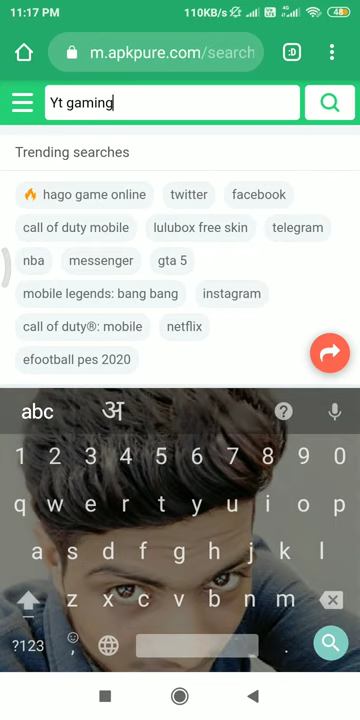 11:17 PM 110KB/s 4G 48
m.apkpure.com/search :D
Yt gaming
Trending searches
🔥 hago game online twitter facebook
call of duty mobile lulubox free skin telegram
nba messenger gta 5
mobile legends: bang bang instagram
call of duty®: mobile netflix
efootball pes 2020
abc अ ?
1 2 3 4 5 6 7 8 9 0
q w e r t y u i o p
a s d f g h j k l
z x c v b n m
?123 , .